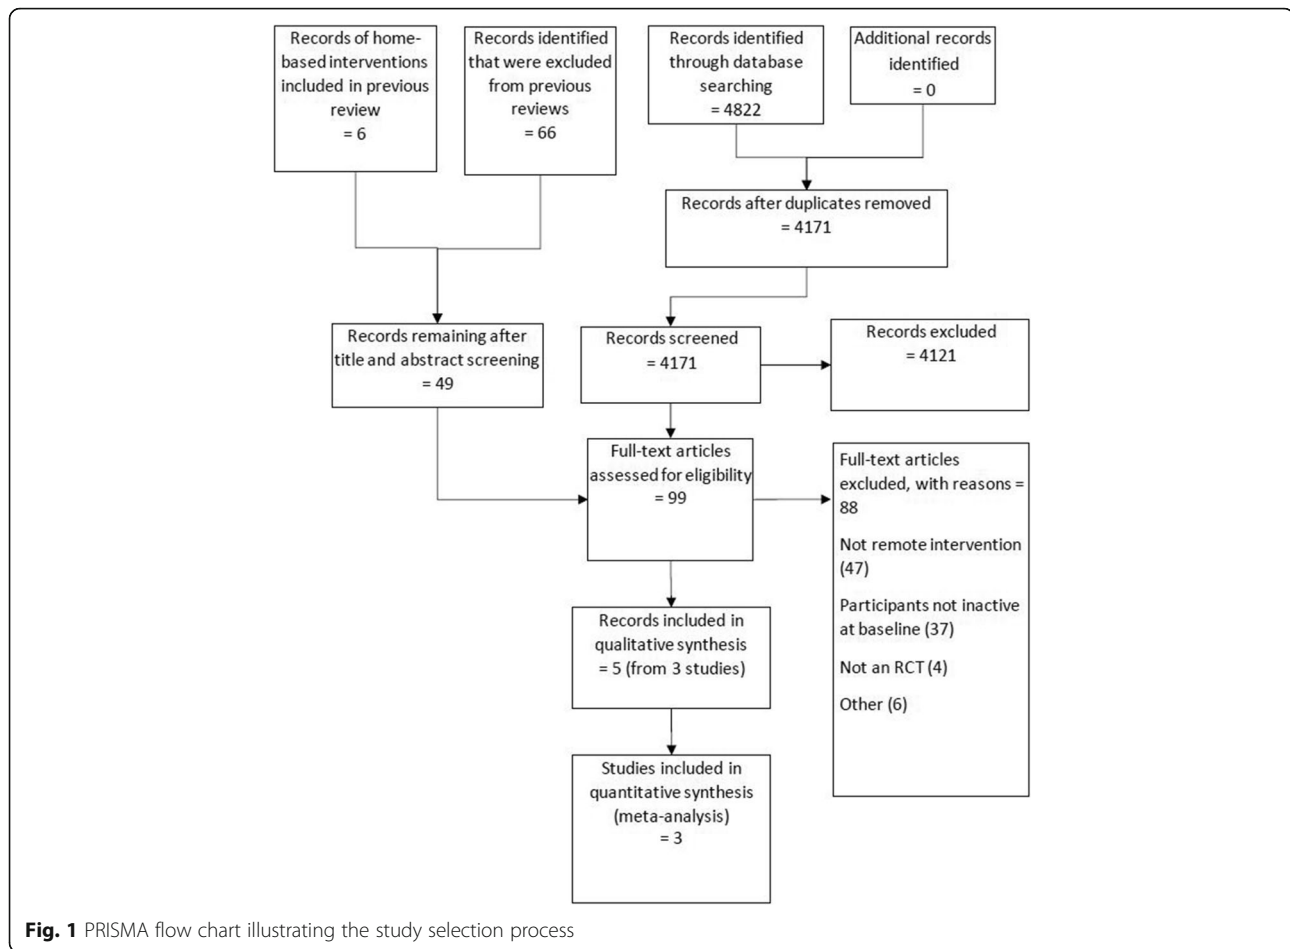 Records of home-
based interventions
included in previous
review
= 6
Records identified
that were excluded
from previous
reviews
= 66
Records identified
through database
searching
= 4822
Additional records
identified
= 0
Records after duplicates removed
= 4171
Records remaining after
title and abstract screening
= 49
Records screened
= 4171
Records excluded
= 4121
Full-text articles
assessed for eligibility
= 99
Full-text articles
excluded, with reasons =
88
Not remote intervention
(47)
Participants not inactive
at baseline (37)
Not an RCT (4)
Other (6)
Records included in
qualitative synthesis
= 5 (from 3 studies)
Studies included in
quantitative synthesis
(meta-analysis)
= 3
Fig. 1 PRISMA flow chart illustrating the study selection process